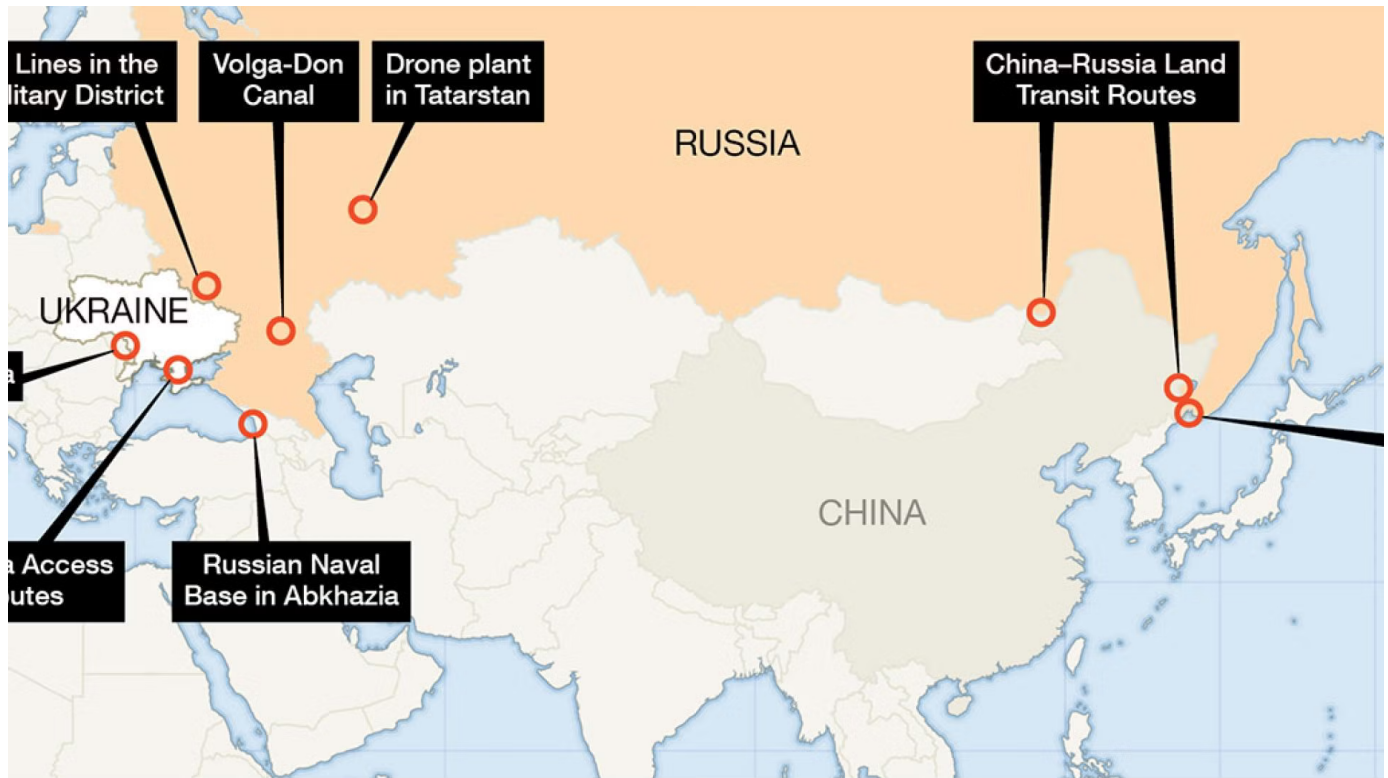 Lines in the
litary District
Volga-Don
Canal
Drone plant
in Tatarstan
China–Russia Land
Transit Routes
RUSSIA
UKRAINE
a
CHINA
a Access
utes
Russian Naval
Base in Abkhazia